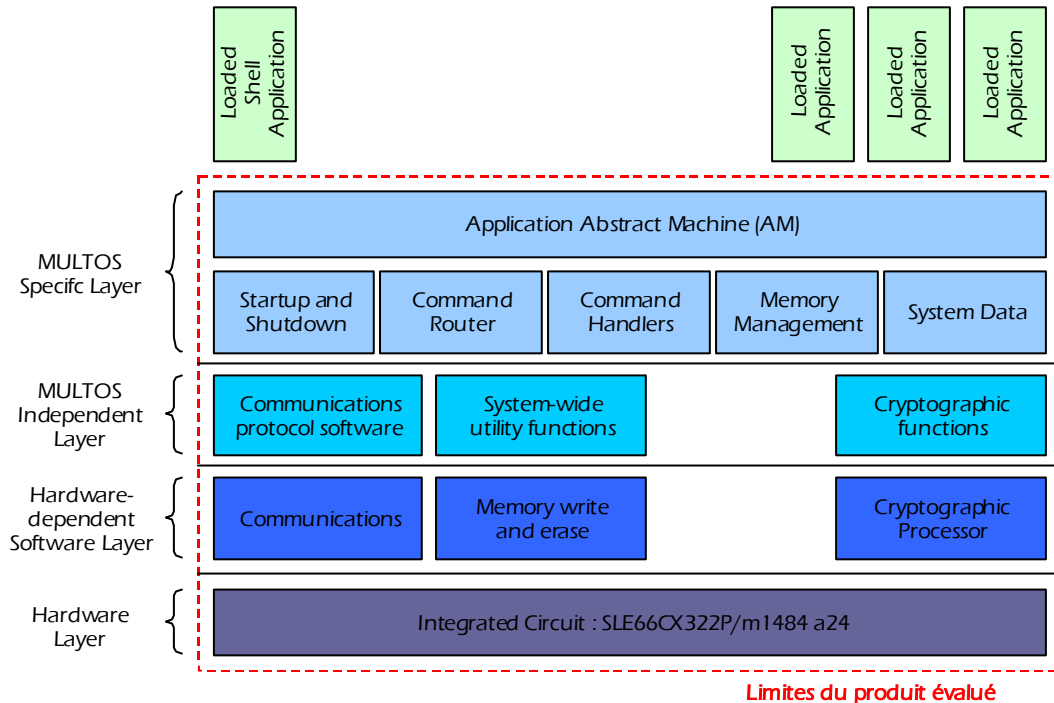 Loaded
Shell
Application
Loaded
Application
Loaded
Application
Loaded
Application
MULTOS
Specifc Layer
Application Abstract Machine (AM)
Startup and
Shutdown
Command
Router
Command
Handlers
Memory
Management
System Data
MULTOS
Independent
Layer
Communications
protocol software
System-wide
utility functions
Cryptographic
functions
Hardware-
dependent
Software Layer
Communications
Memory write
and erase
Cryptographic
Processor
Hardware
Layer
Integrated Circuit : SLE66CX322P/m1484 a24
Limites du produit évalué